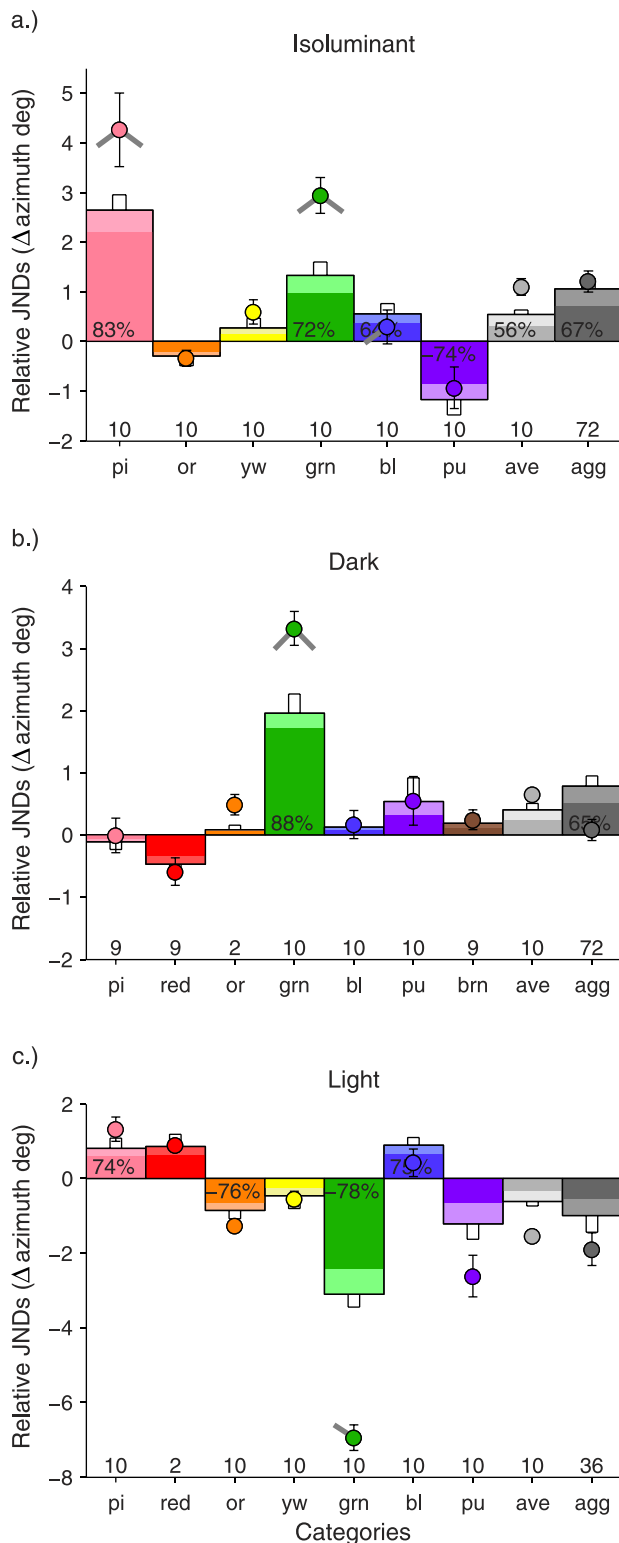 a.)
Isoluminant
Relative JNDs (Δ azimuth deg)
5
4
3
2
1
0
−1
−2
83%
72%
−74%
56%
67%
10 10 10 10 10 10 10 72
pi or yw grn bl pu ave agg
b.)
Dark
Relative JNDs (Δ azimuth deg)
4
3
2
1
0
−1
−2
88%
65%
9 9 2 10 10 10 9 10 72
pi red or grn bl pu brn ave agg
c.)
Light
Relative JNDs (Δ azimuth deg)
2
0
−2
−4
−6
−8
74%
−76%
−78%
10 2 10 10 10 10 10 10 36
pi red or yw grn bl pu ave agg
Categories